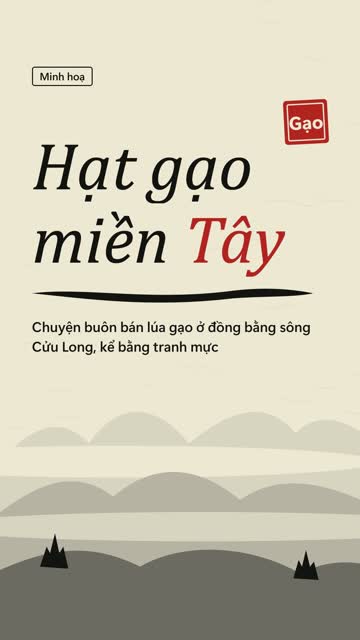 Minh hoạ
Gạo
Hạt gạo
miền Tây
Chuyện buôn bán lúa gạo ở đồng bằng sông
Cửu Long, kể bằng tranh mực